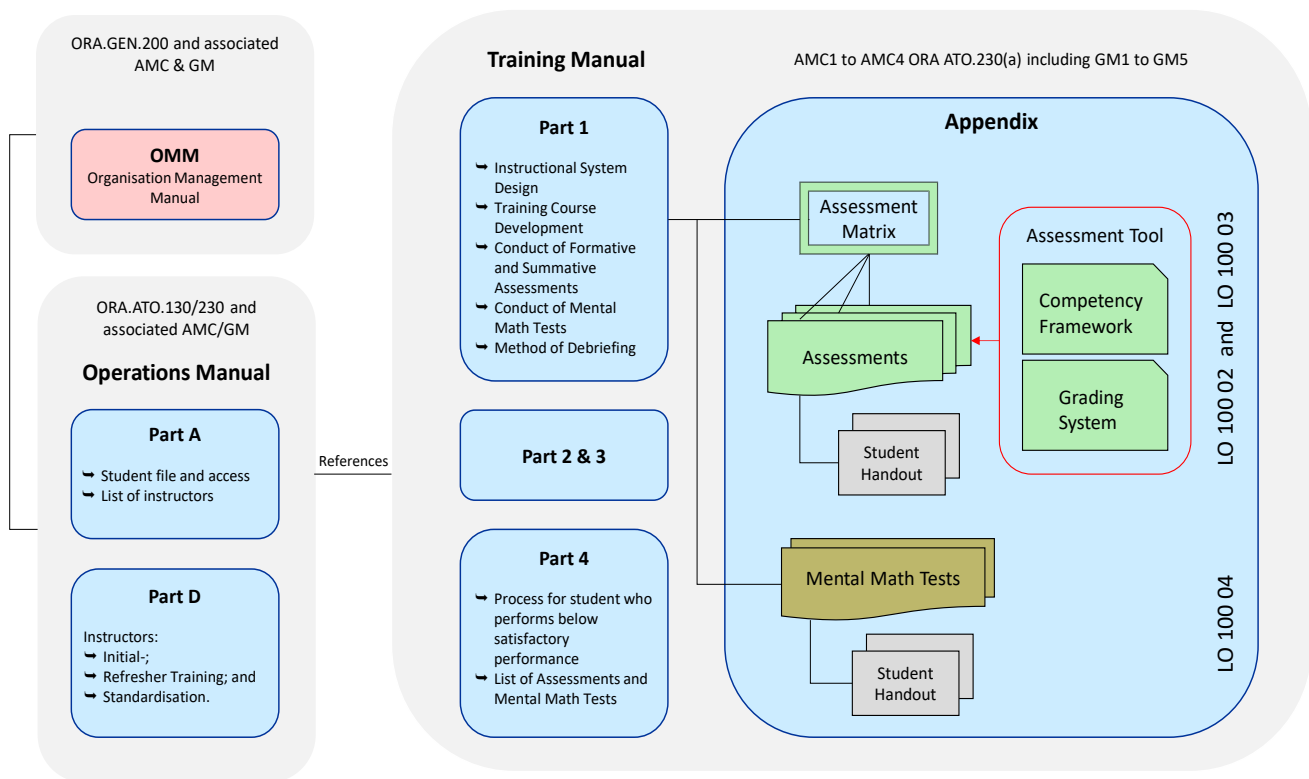 ORA.GEN.200 and associated
AMC & GM
OMM
Organisation Management
Manual
ORA.ATO.130/230 and
associated AMC/GM
Operations Manual
Part A
➥ Student file and access
➥ List of instructors
Part D
Instructors:
➥ Initial-;
➥ Refresher Training; and
➥ Standardisation.
References
Training Manual
AMC1 to AMC4 ORA ATO.230(a) including GM1 to GM5
Part 1
➥ Instructional System
Design
➥ Training Course
Development
➥ Conduct of Formative
and Summative
Assessments
➥ Conduct of Mental
Math Tests
➥ Method of Debriefing
Part 2 & 3
Part 4
➥ Process for student who
performs below
satisfactory
performance
➥ List of Assessments and
Mental Math Tests
Appendix
Assessment
Matrix
Assessments
Student
Handout
Assessment Tool
Competency
Framework
Grading
System
LO 100 02 and LO 100 03
Mental Math Tests
Student
Handout
LO 100 04